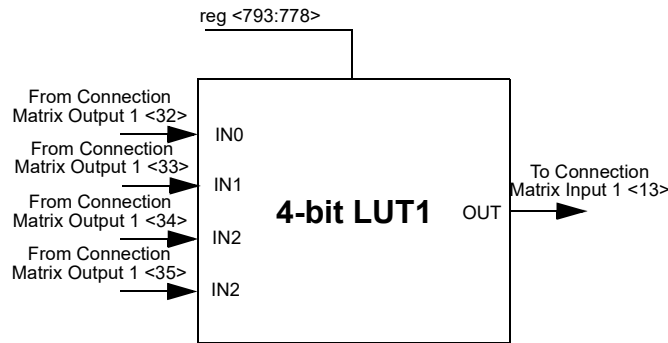 reg <793:778>
From Connection
Matrix Output 1 <32>
IN0
From Connection
Matrix Output 1 <33>
IN1
From Connection
Matrix Output 1 <34>
IN2
From Connection
Matrix Output 1 <35>
IN2
4-bit LUT1
OUT
To Connection
Matrix Input 1 <13>